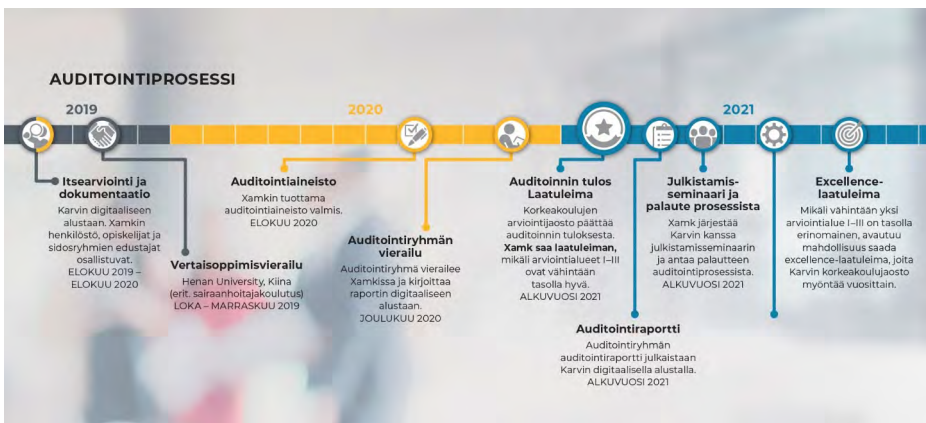 AUDITOINTIPROSESSI
2019
2020
2021
Itsearviointi ja
dokumentaatio
Karvin digitaaliseen
alustaan. Xamkin
henkilöstö, opiskelijat ja
sidosryhmien edustajat
osallistuvat.
ELOKUU 2019 –
ELOKUU 2020
Vertaisoppimisvierailu
Henan University, Kiina
(erit. sairaanhoitajakoulutus)
LOKA – MARRASKUU 2019
Auditointiaineisto
Xamkin tuottama
auditointiaineisto valmis.
ELOKUU 2020
Auditointiryhmän
vierailu
Auditointiryhmä vierailee
Xamkissa ja kirjoittaa
raportin digitaaliseen
alustaan.
JOULUKUU 2020
Auditoinnin tulos
Laatuleima
Korkeakoulujen
arviointijaosto päättää
auditoinnin tuloksesta.
Xamk saa laatuleiman,
mikäli arviointialueet I–III
ovat vähintään
tasolla hyvä.
ALKUVUOSI 2021
Auditointiraportti
Auditointiryhmän
auditointiraportti julkaistaan
Karvin digitaalisella alustalla.
ALKUVUOSI 2021
Julkistamis-
seminaari ja
palaute prosessista
Xamk järjestää
Karvin kanssa
julkistamisseminaarin
ja antaa palautteen
auditointiprosessista.
ALKUVUOSI 2021
Excellence-
laatuleima
Mikäli vähintään yksi
arviointialue I–III on tasolla
erinomainen, avautuu
mahdollisuus saada
excellence-laatuleima, joita
Karvin korkeakoulujaosto
myöntää vuosittain.